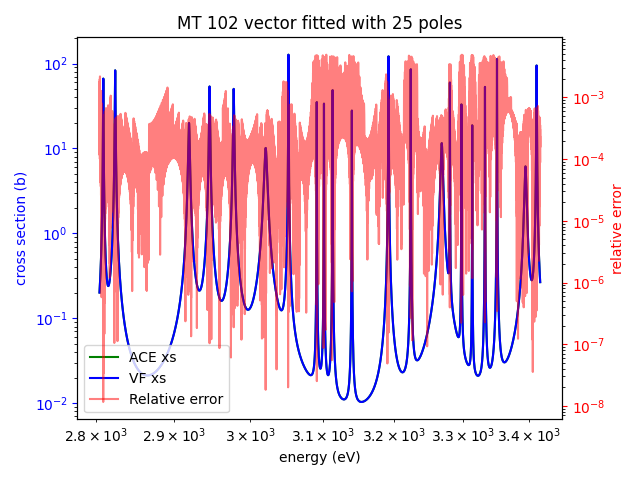 MT 102 vector fitted with 25 poles
10²
10¹
10⁰
10⁻¹
10⁻²
cross section (b)
10⁻³
10⁻⁴
10⁻⁵
10⁻⁶
10⁻⁷
10⁻⁸
relative error
ACE xs
VF xs
Relative error
2.8 × 10³ 2.9 × 10³ 3 × 10³ 3.1 × 10³ 3.2 × 10³ 3.3 × 10³ 3.4 × 10³
energy (eV)